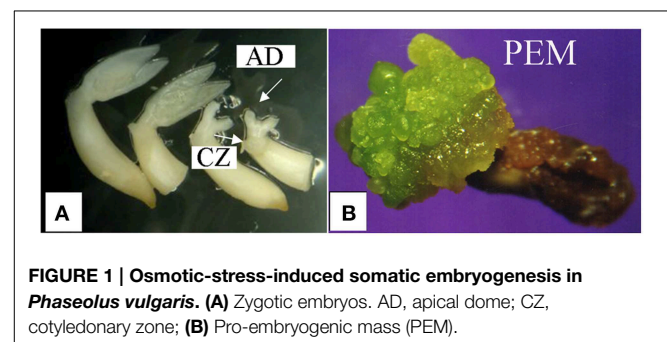 AD
PEM
CZ
A
B
FIGURE 1 | Osmotic-stress-induced somatic embryogenesis in
Phaseolus vulgaris. (A) Zygotic embryos. AD, apical dome; CZ,
cotyledonary zone; (B) Pro-embryogenic mass (PEM).